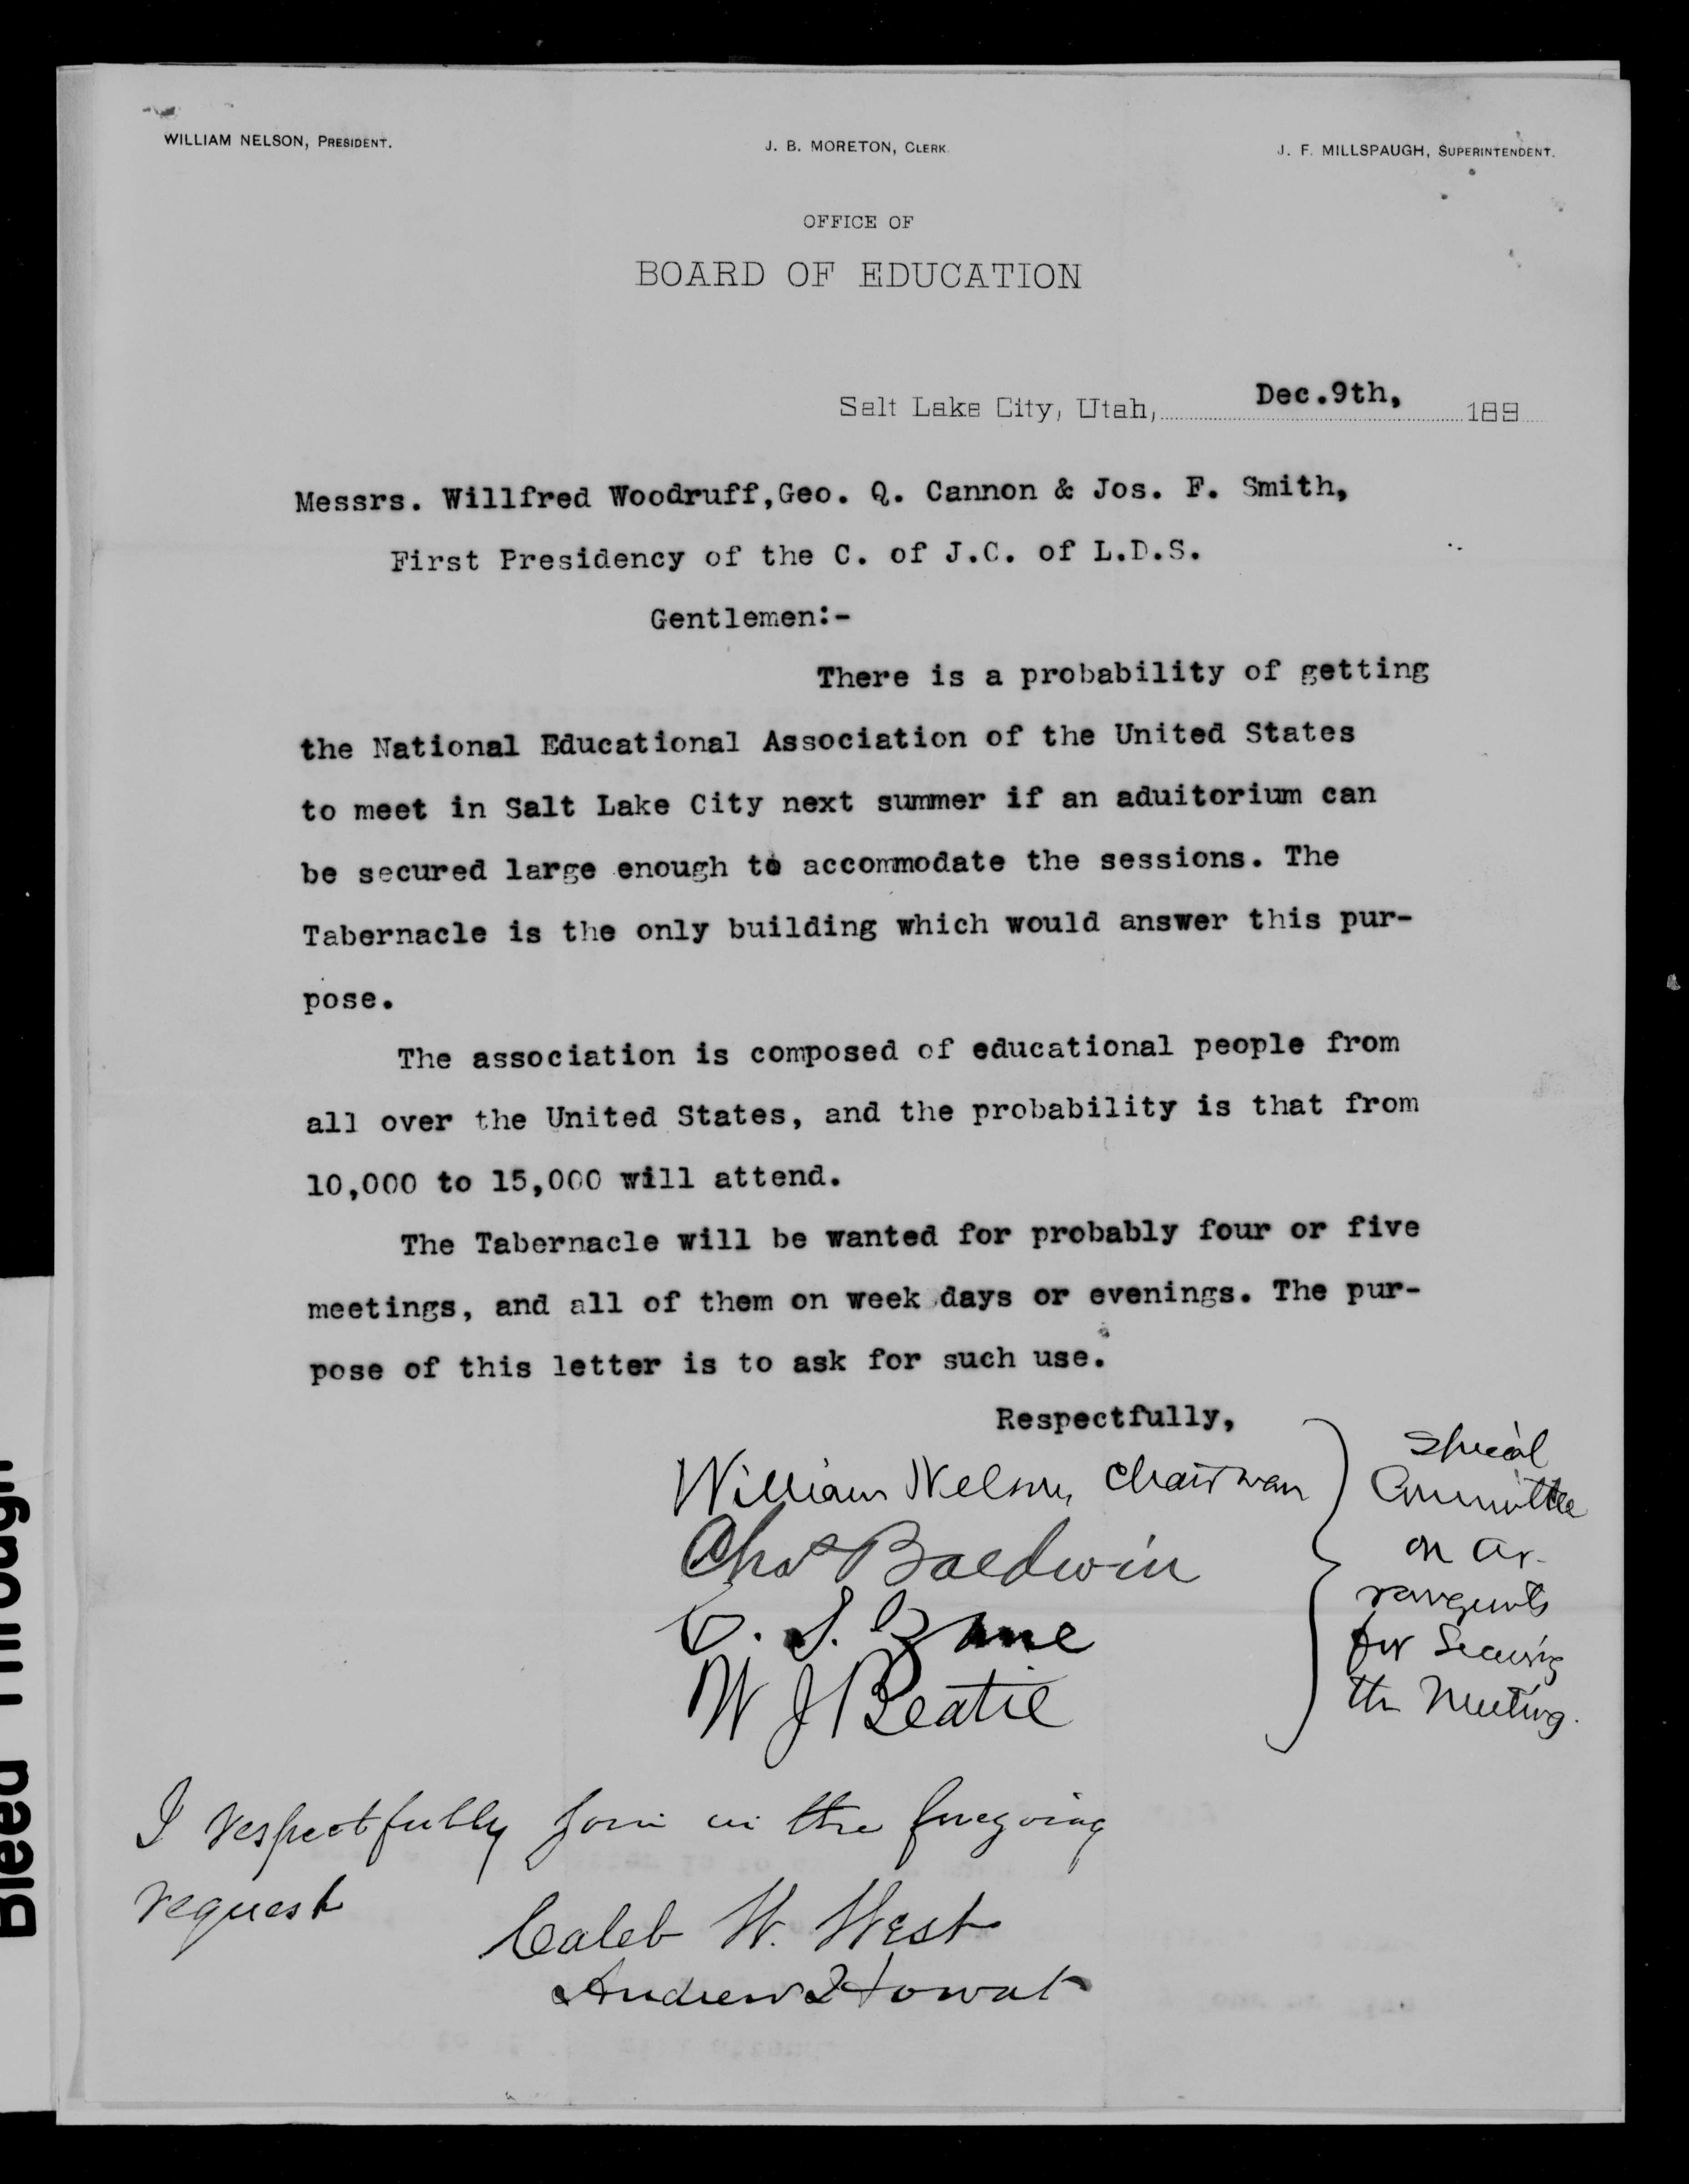 WILLIAM NELSON, PRESIDENT.
J. B. MORETON, CLERK.
J. F. MILLSPAUGH, SUPERINTENDENT.
OFFICE OF
BOARD OF EDUCATION
Salt Lake City, Utah, Dec.9th, 189
Messrs. Willfred Woodruff,Geo. Q. Cannon & Jos. F. Smith,
First Presidency of the C. of J.C. of L.D.S.
Gentlemen:-
There is a probability of getting
the National Educational Association of the United States
to meet in Salt Lake City next summer if an aduitorium can
be secured large enough to accommodate the sessions. The
Tabernacle is the only building which would answer this pur-
pose.
The association is composed of educational people from
all over the United States, and the probability is that from
10,000 to 15,000 will attend.
The Tabernacle will be wanted for probably four or five
meetings, and all of them on week days or evenings. The pur-
pose of this letter is to ask for such use.
Respectfully,
William Nelson, Chairman
Chas Baldwin
C. S. Zane
W J Beatie
Special
Committee
on ar-
rangements
for Securing
the Meeting.
I respectfully join in the foregoing
request
Caleb W. West
Andrew Howat
Bleed Through